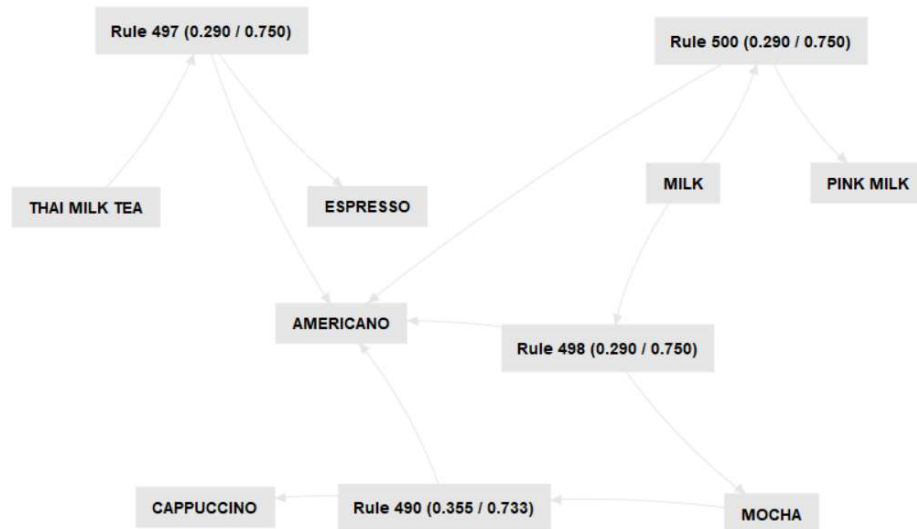 Rule 497 (0.290 / 0.750)
Rule 500 (0.290 / 0.750)
THAI MILK TEA
ESPRESSO
MILK
PINK MILK
AMERICANO
Rule 498 (0.290 / 0.750)
CAPPUCCINO
Rule 490 (0.355 / 0.733)
MOCHA